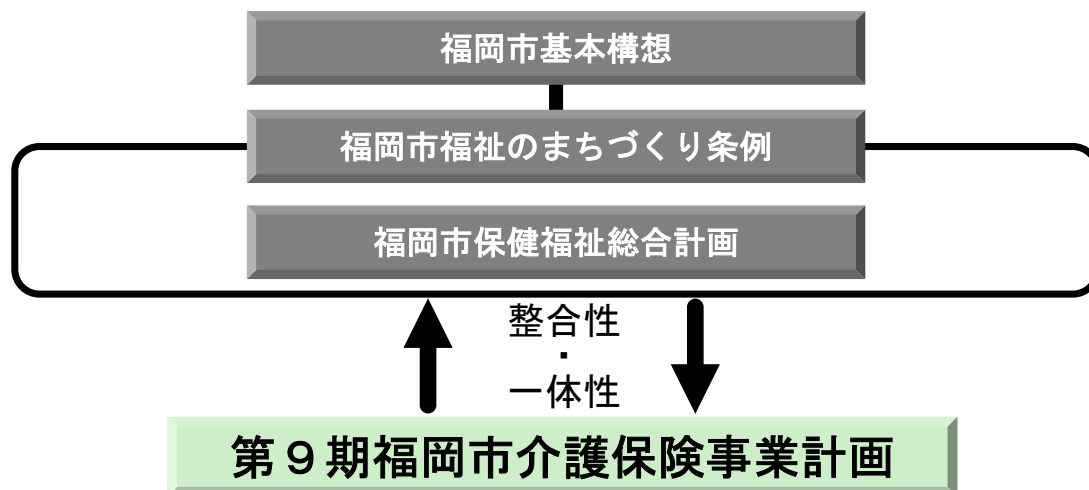 福岡市基本構想
福岡市福祉のまちづくり条例
福岡市保健福祉総合計画
整合性
・
一体性
第９期福岡市介護保険事業計画